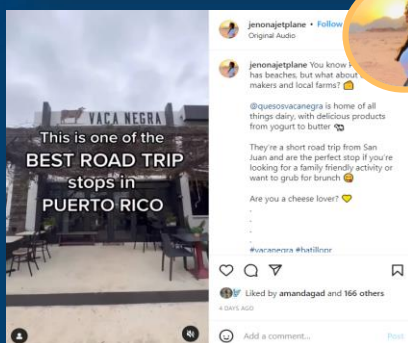 VACA NEGRA
This is one of the
BEST ROAD TRIP
stops in
PUERTO RICO
jenonajetplane • Follow
Original Audio
jenonajetplane You know
has beaches, but what about
makers and local farms?
@quesosvacanegra is home of all
things dairy, with delicious products
from yogurt to butter
They're a short road trip from San
Juan and are the perfect stop if you're
looking for a family friendly activity or
want to grub for brunch
Are you a cheese lover?
.
.
.
.
#vacanegra #hatillopr
Liked by amandagad and 166 others
4 DAYS AGO
Add a comment...
Post